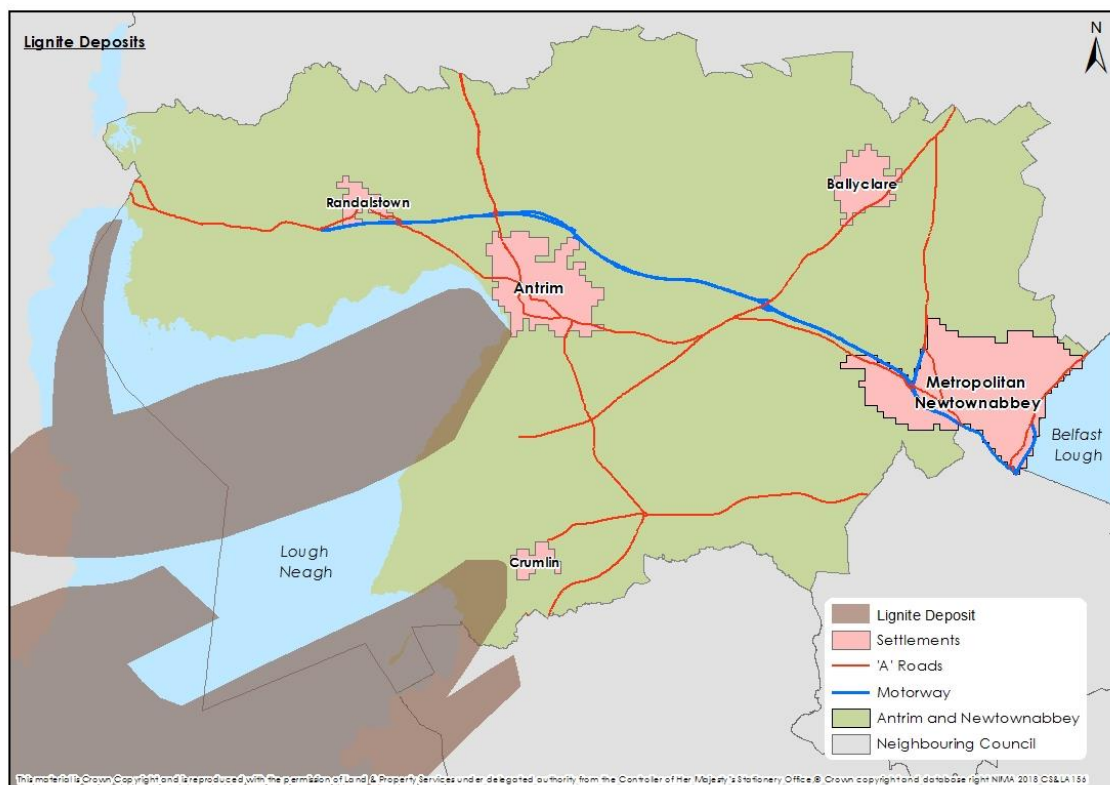 Lignite Deposits
N
Randalstown
Ballyclare
Antrim
Metropolitan
Newtownabbey
Belfast
Lough
Lough
Neagh
Crumlin
Lignite Deposit
Settlements
'A' Roads
Motorway
Antrim and Newtownabbey
Neighbouring Council
This material is Crown Copyright and is reproduced with the permission of Land & Property Services under delegated authority from the Controller of Her Majesty's Stationery Office,© Crown copyright and database right NIMA 2018 CS&LA156